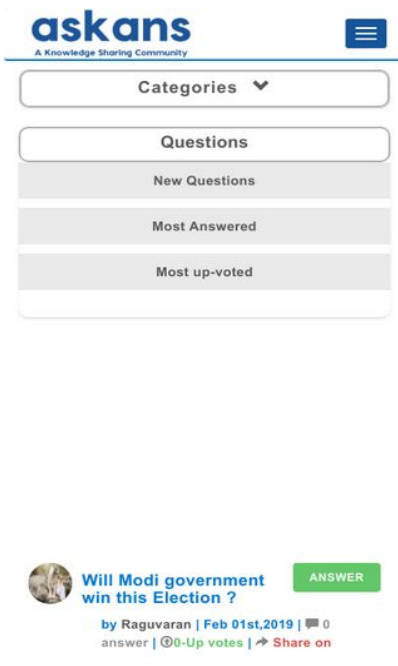 askans
A Knowledge Sharing Community
Categories
Questions
New Questions
Most Answered
Most up-voted
Will Modi government
win this Election ?
ANSWER
by Raguvaran | Feb 01st,2019 | 0
answer | 0-Up votes | Share on